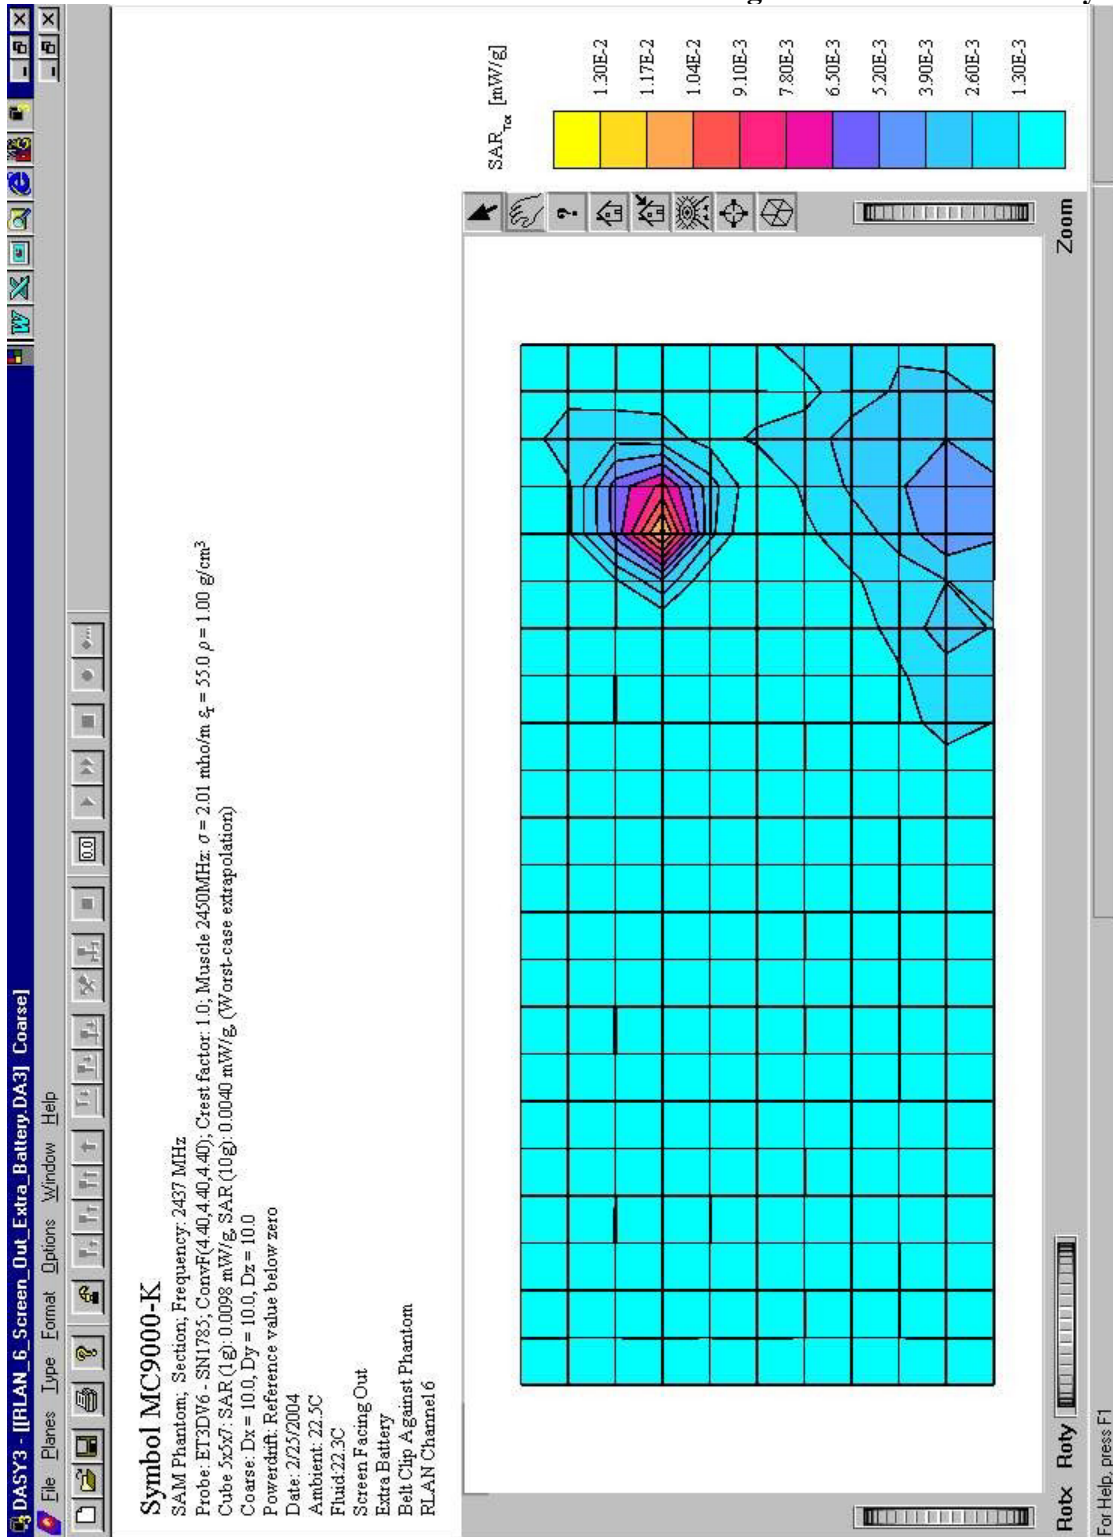 DASY3 - [[RLAN_6_Screen_Out_Extra_Battery.DA3] Coarse]
File Planes Type Format Options Window Help
0.0
Symbol MC9000-K
SAM Phantom; Section; Frequency: 2437 MHz
Probe: ET3DV6 - SN1785; ConvF(4.40,4.40,4.40); Crest factor: 1.0; Muscle 2450MHz: σ = 2.01 mho/m εr = 55.0 ρ = 1.00 g/cm³
Cube 5x5x7: SAR (1g): 0.0098 mW/g, SAR (10g): 0.0040 mW/g, (Worst-case extrapolation)
Coarse: Dx = 10.0, Dy = 10.0, Dz = 10.0
Powerdrift: Reference value below zero
Date: 2/25/2004
Ambient: 22.5C
Fluid:22.3C
Screen Facing Out
Extra Battery
Belt Clip Against Phantom
RLAN Channel 6
SAR Tot [mW/g]
1.30E-2
1.17E-2
1.04E-2
9.10E-3
7.80E-3
6.50E-3
5.20E-3
3.90E-3
2.60E-3
1.30E-3
Rotx Roty Zoom
For Help, press F1